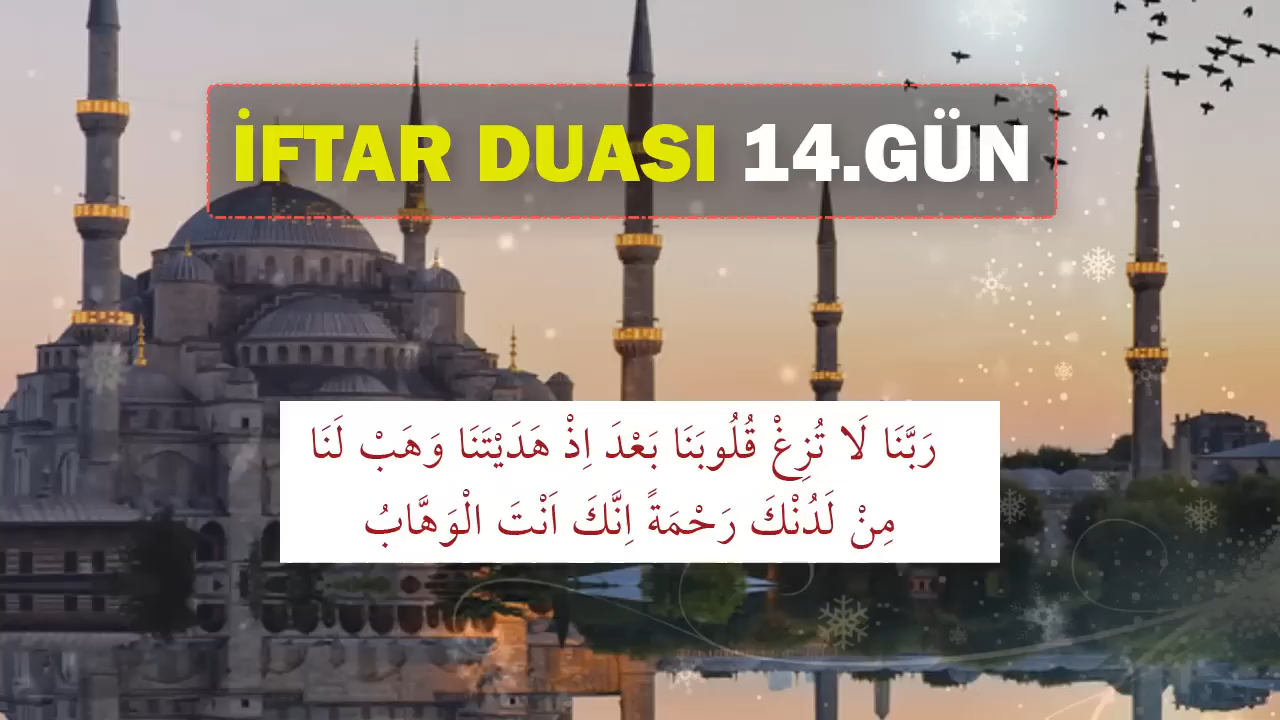 İFTAR DUASI 14.GÜN
رَبَّنَا لَا تُزِغْ قُلُوبَنَا بَعْدَ اِذْ هَدَيْتَنَا وَهَبْ لَنَا
مِنْ لَدُنْكَ رَحْمَةً اِنَّكَ اَنْتَ الْوَهَّابُ